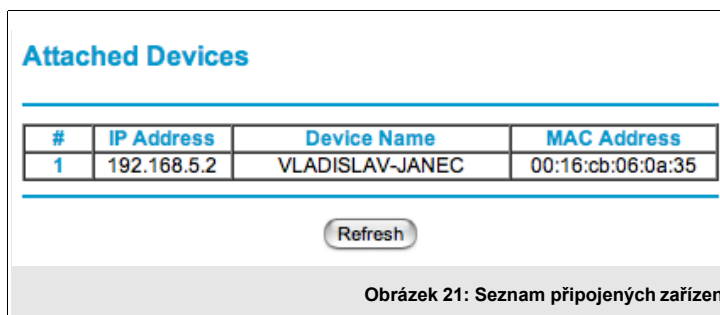 Attached Devices
# IP Address Device Name MAC Address
1 192.168.5.2 VLADISLAV-JANEC 00:16:cb:06:0a:35
Refresh
Obrázek 21: Seznam připojených zařízen